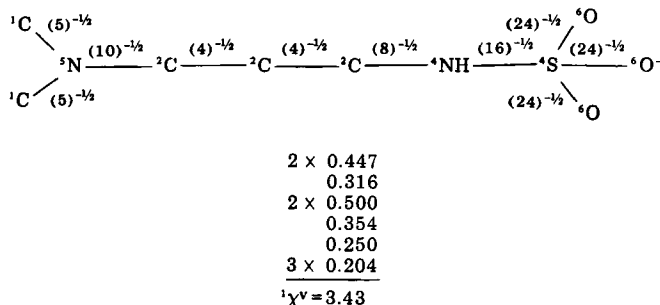 (24)^{-½} ⁶O
¹C (5)^{-½}
⁵N (10)^{-½} ²C (4)^{-½} ²C (4)^{-½} ²C (8)^{-½} ⁴NH (16)^{-½} ⁴S (24)^{-½} ⁶O⁻
¹C (5)^{-½}
(24)^{-½} ⁶O
2 × 0.447
0.316
2 × 0.500
0.354
0.250
3 × 0.204
¹χᵛ = 3.43